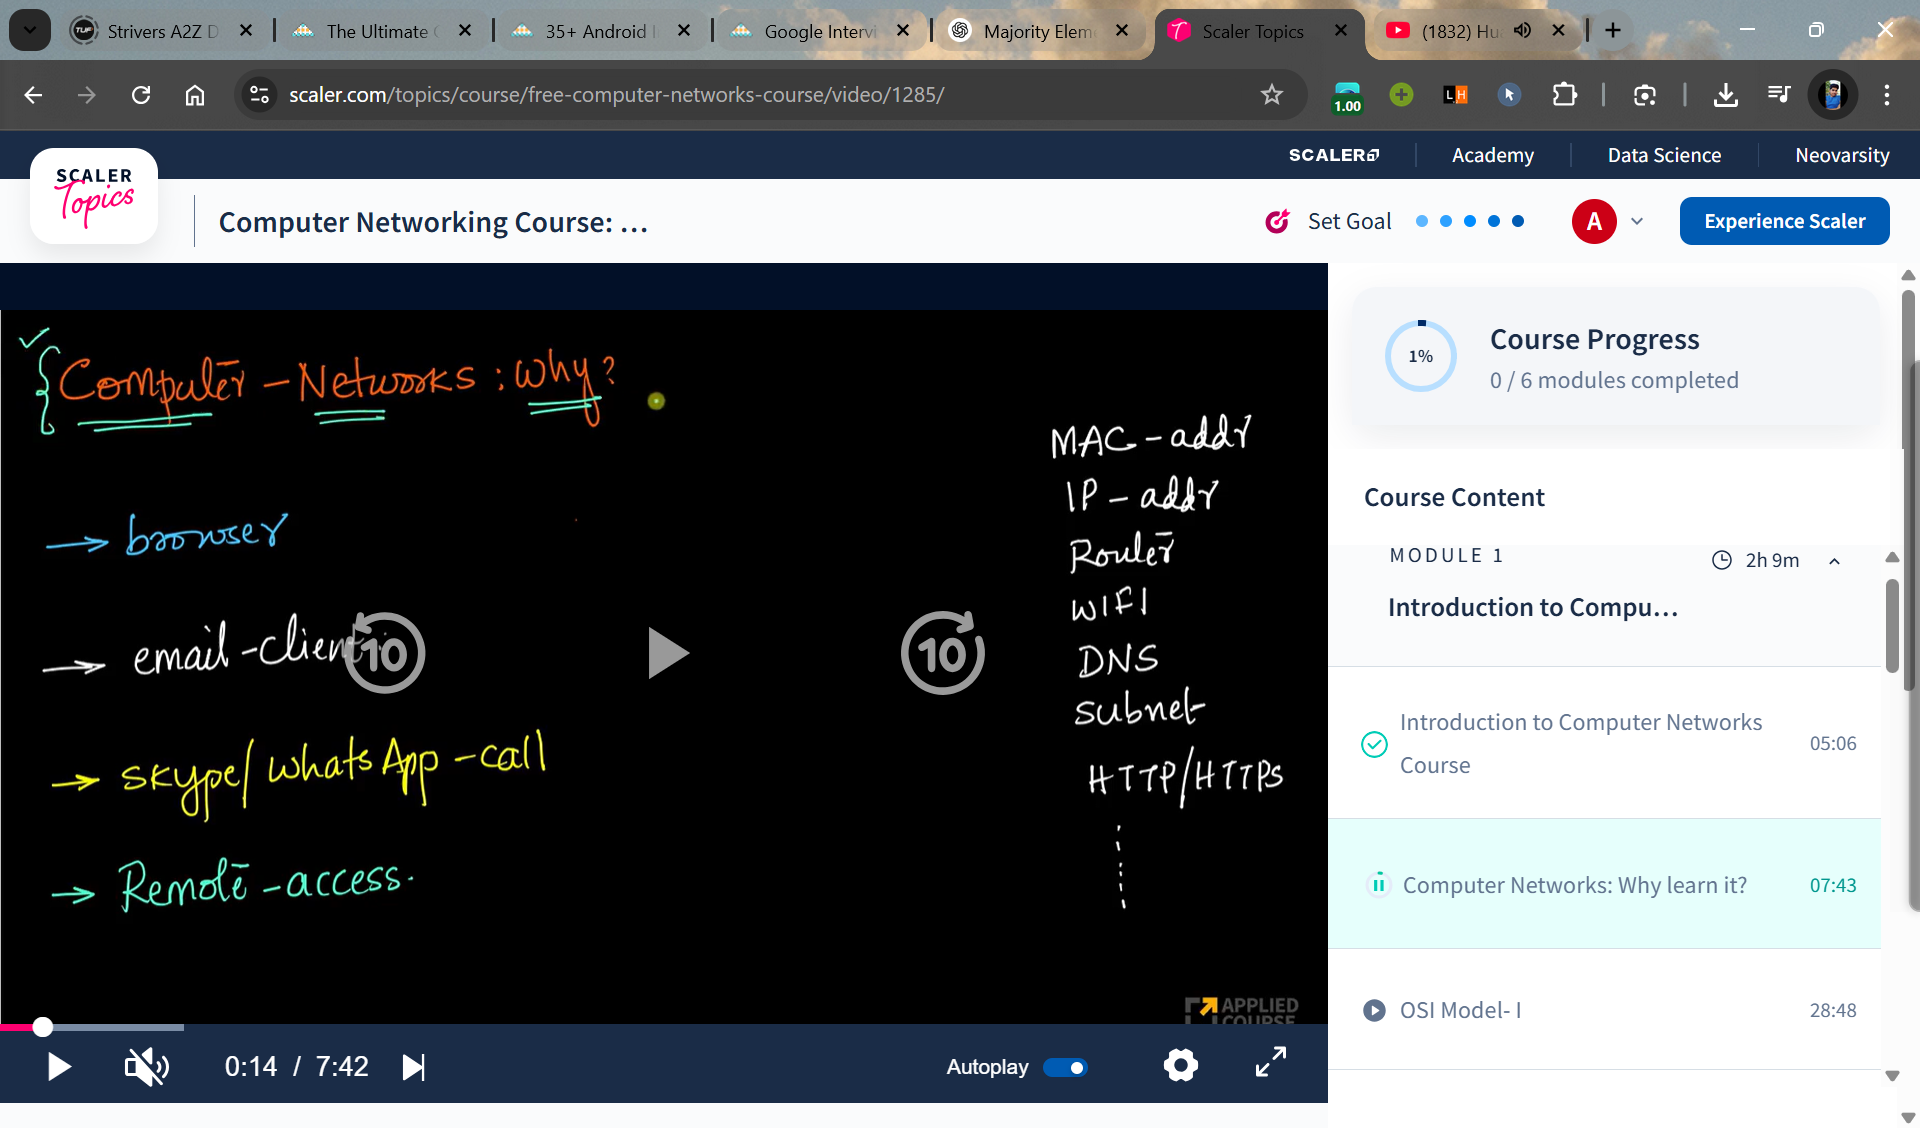 Strivers A2Z D
The Ultimate
35+ Android
Google Intervi
Majority Elem
Scaler Topics
(1832) Hu
scaler.com/topics/course/free-computer-networks-course/video/1285/
1.00
LH
SCALER
Academy
Data Science
Neovarsity
SCALER
Topics
Computer Networking Course: ...
Set Goal
A
Experience Scaler
Computer - Networks : why?
MAC - addr
IP - addr
Router
WIFI
DNS
Subnet
HTTP/HTTPS
→ browser
→ email - client
→ skype/ whatsApp - call
→ Remote - access.
10
10
APPLIED
COURSE
0:14 / 7:42
Autoplay
1%
Course Progress
0 / 6 modules completed
Course Content
MODULE 1
2h 9m
Introduction to Compu...
Introduction to Computer Networks
Course
05:06
Computer Networks: Why learn it?
07:43
OSI Model- I
28:48